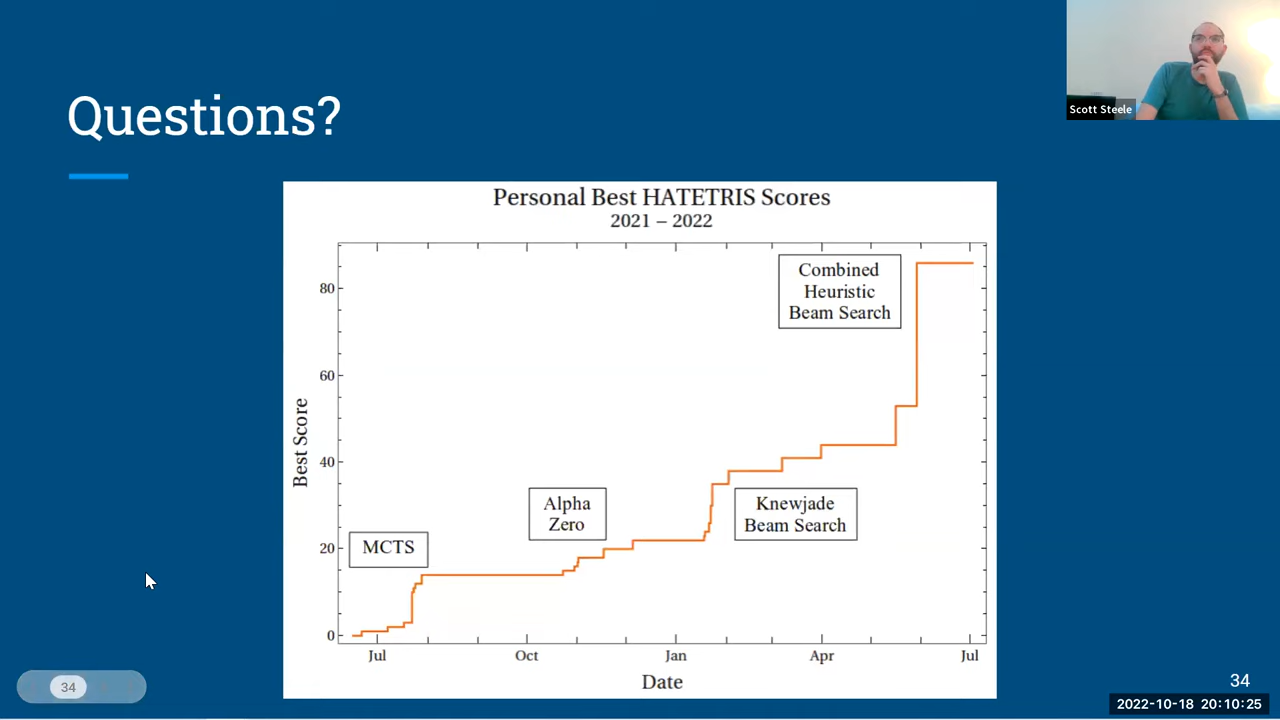 Questions?
Scott Steele
Personal Best HATETRIS Scores
2021 – 2022
Best Score
80
60
40
20
0
Combined
Heuristic
Beam Search
Alpha
Zero
Knewjade
Beam Search
MCTS
Jul
Oct
Jan
Apr
Jul
Date
34
34
2022-10-18 20:10:25